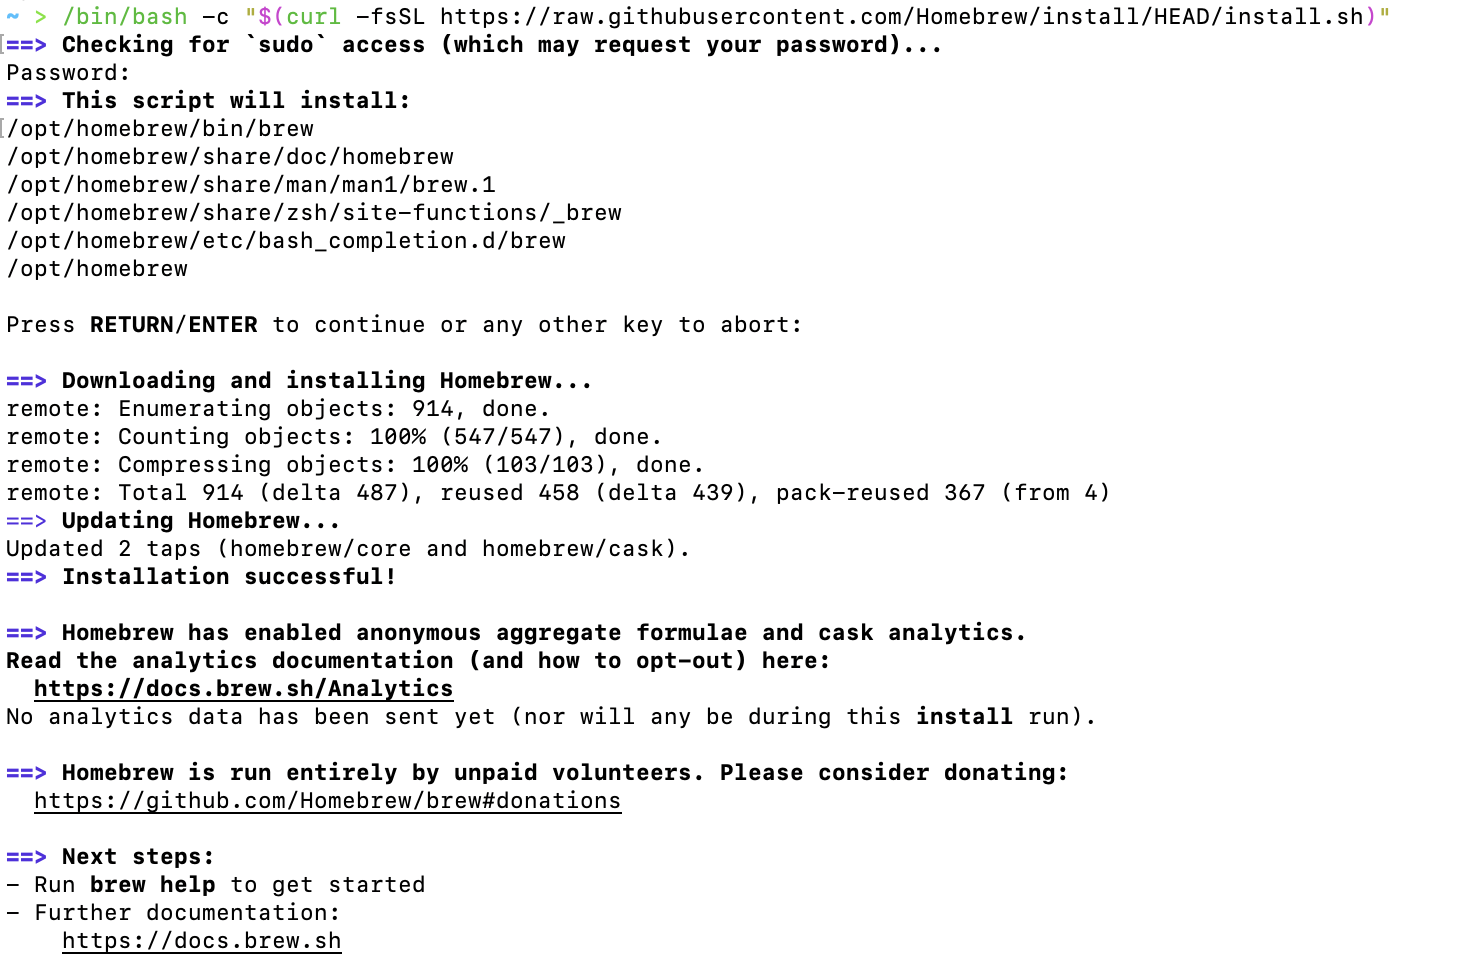 ~ > /bin/bash -c "$(curl -fsSL https://raw.githubusercontent.com/Homebrew/install/HEAD/install.sh)"
==> Checking for `sudo` access (which may request your password)...
Password:
==> This script will install:
/opt/homebrew/bin/brew
/opt/homebrew/share/doc/homebrew
/opt/homebrew/share/man/man1/brew.1
/opt/homebrew/share/zsh/site-functions/_brew
/opt/homebrew/etc/bash_completion.d/brew
/opt/homebrew

Press RETURN/ENTER to continue or any other key to abort:

==> Downloading and installing Homebrew...
remote: Enumerating objects: 914, done.
remote: Counting objects: 100% (547/547), done.
remote: Compressing objects: 100% (103/103), done.
remote: Total 914 (delta 487), reused 458 (delta 439), pack-reused 367 (from 4)
==> Updating Homebrew...
Updated 2 taps (homebrew/core and homebrew/cask).
==> Installation successful!

==> Homebrew has enabled anonymous aggregate formulae and cask analytics.
Read the analytics documentation (and how to opt-out) here:
  https://docs.brew.sh/Analytics
No analytics data has been sent yet (nor will any be during this install run).

==> Homebrew is run entirely by unpaid volunteers. Please consider donating:
  https://github.com/Homebrew/brew#donations

==> Next steps:
- Run brew help to get started
- Further documentation:
    https://docs.brew.sh